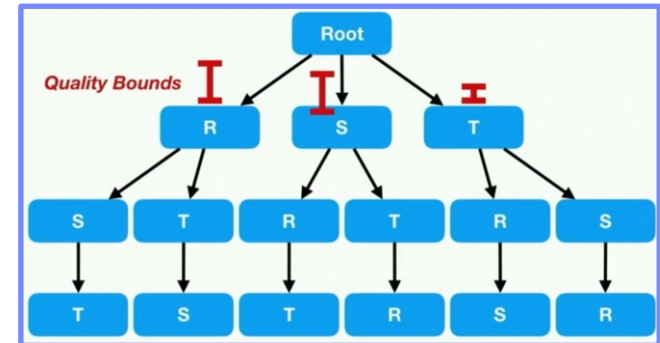 Root
Quality Bounds
R S T
S T R T R S
T S T R S R